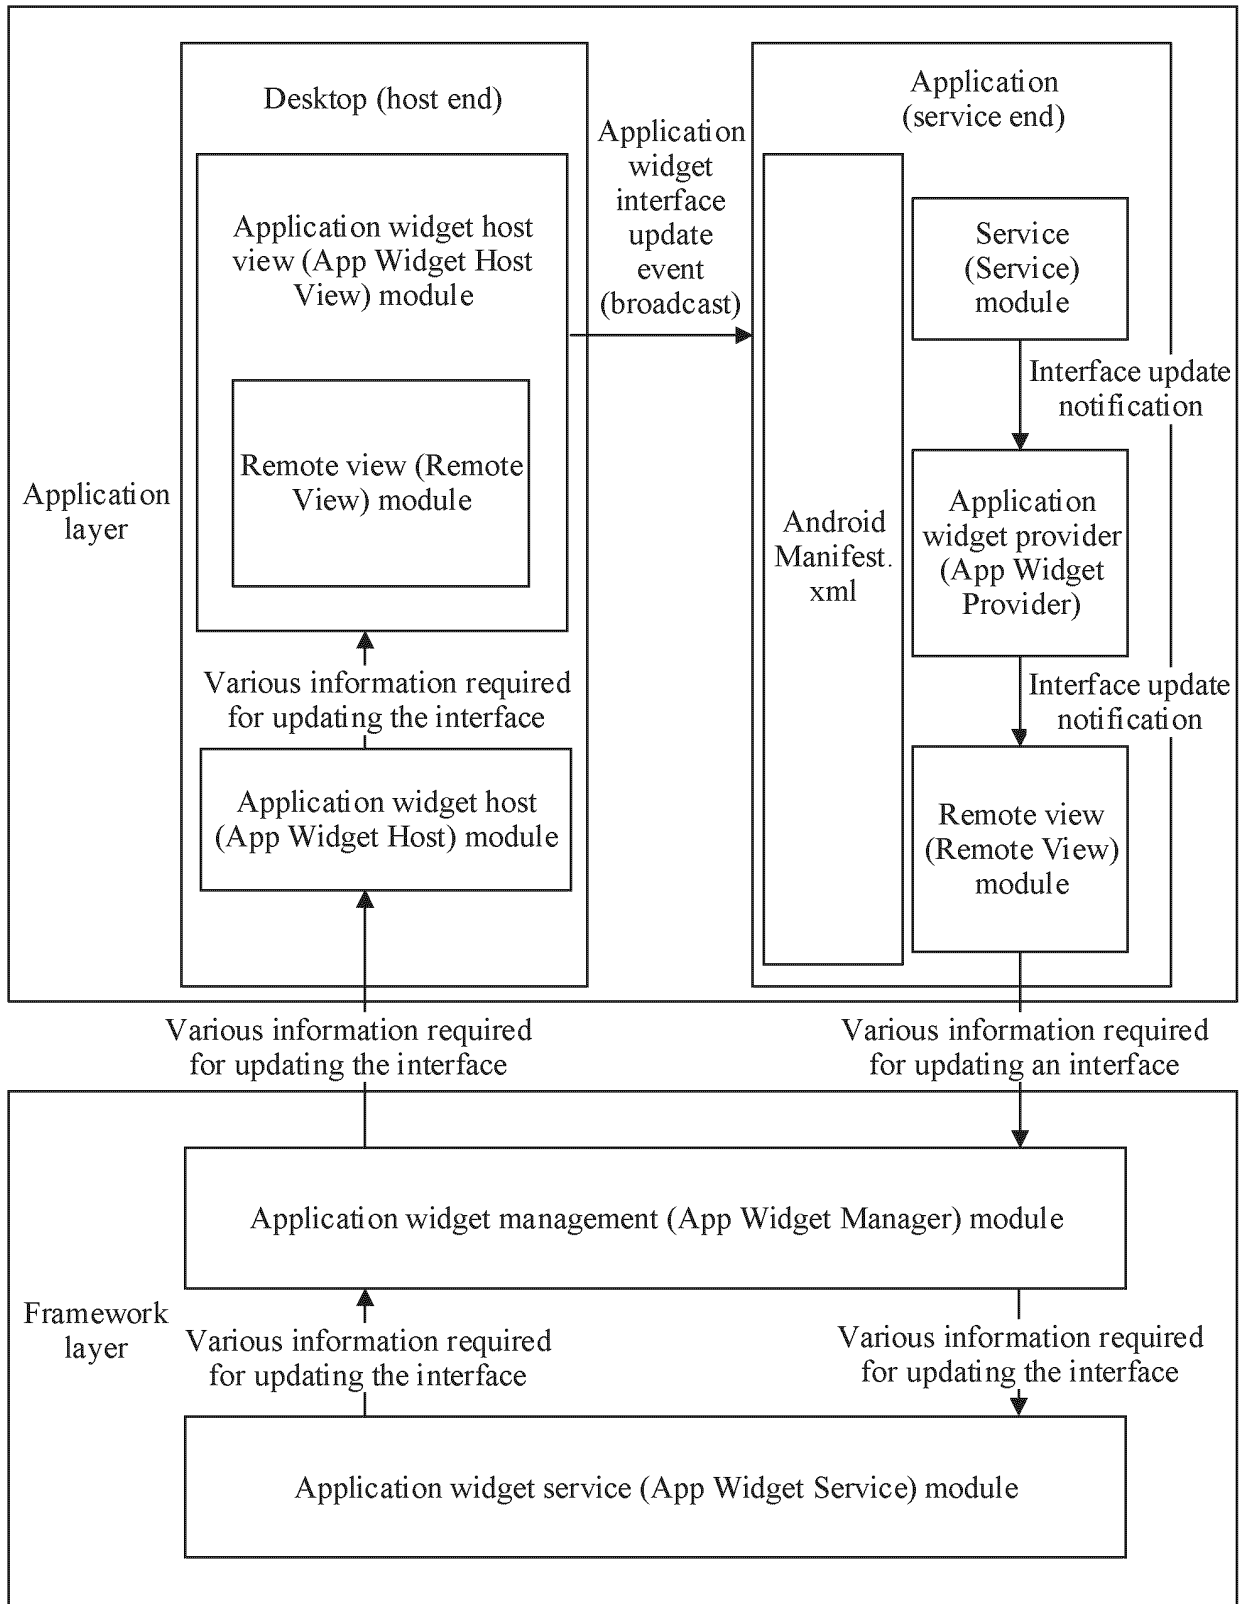 Desktop (host end)
Application widget host
view (App Widget Host
View) module
Remote view (Remote
View) module
Various information required
for updating the interface
Application widget host
(App Widget Host) module
Application
widget
interface
update
event
(broadcast)
Application
(service end)
Android
Manifest.
xml
Service
(Service)
module
Interface update
notification
Application
widget provider
(App Widget
Provider)
Interface update
notification
Remote view
(Remote View)
module
Application
layer
Various information required
for updating the interface
Various information required
for updating an interface
Application widget management (App Widget Manager) module
Framework
layer
Various information required
for updating the interface
Various information required
for updating the interface
Application widget service (App Widget Service) module